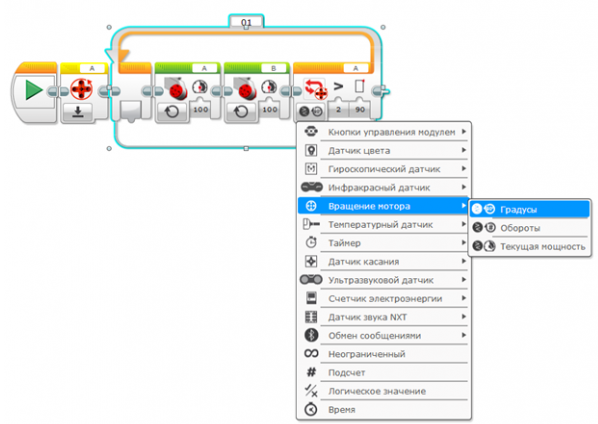 01
A
A
B
A
100
100
2
90
Кнопки управления модулем
Датчик цвета
Гироскопический датчик
Инфракрасный датчик
Вращение мотора
Градусы
Температурный датчик
Обороты
Таймер
Текущая мощность
Датчик касания
Ультразвуковой датчик
Счетчик электроэнергии
Датчик звука NXT
Обмен сообщениями
Неограниченный
Подсчет
Логическое значение
Время